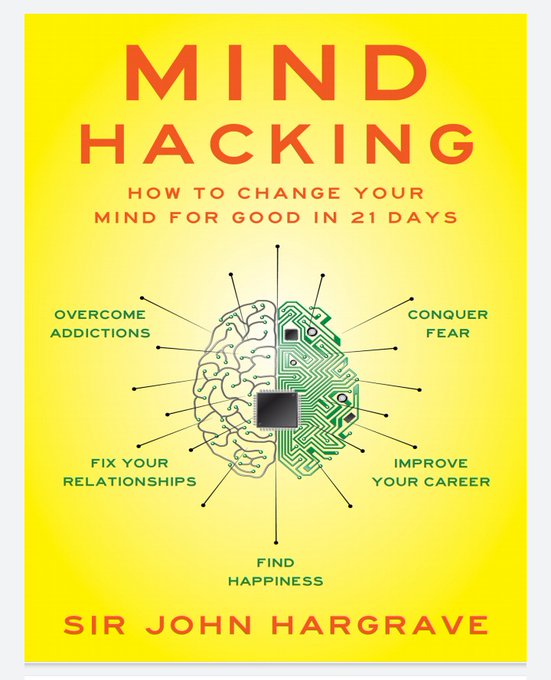 MIND
HACKING
HOW TO CHANGE YOUR
MIND FOR GOOD IN 21 DAYS
OVERCOME
ADDICTIONS
CONQUER
FEAR
FIX YOUR
RELATIONSHIPS
IMPROVE
YOUR CAREER
FIND
HAPPINESS
SIR JOHN HARGRAVE